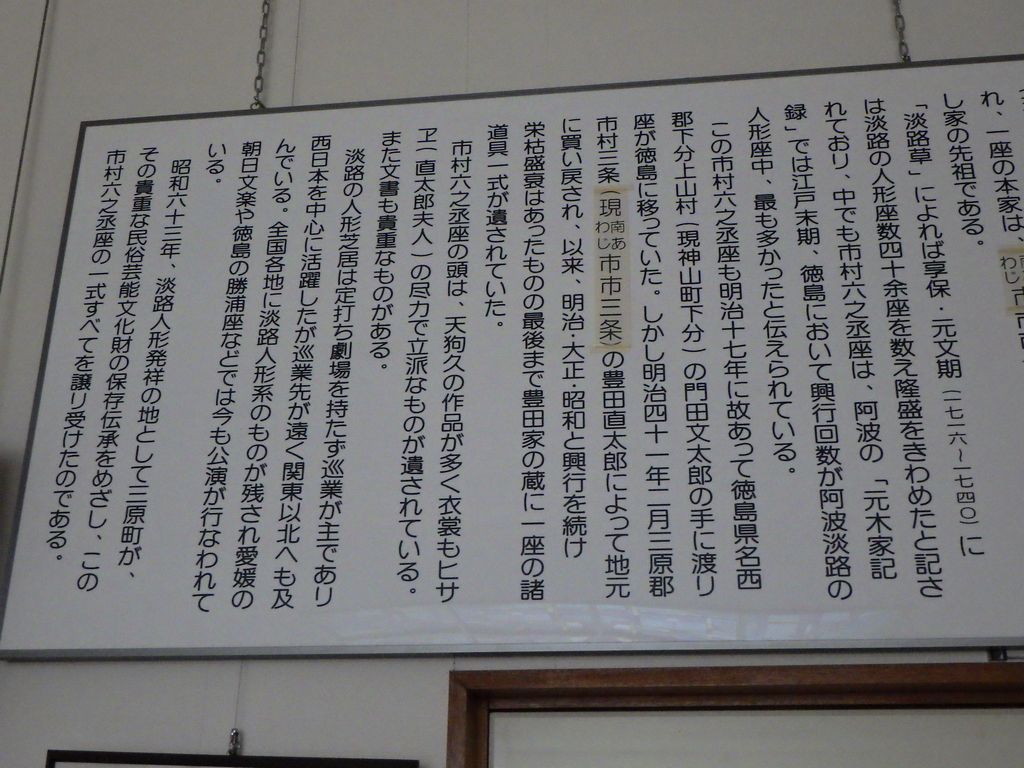 れ、一座の本家は
し家の先祖である。
「淡路草」によれば享保・元文期(一七一六～一七四〇)に
は淡路の人形座数四十余座を数え隆盛をきわめたと記さ
れており、中でも市村六之丞座は、阿波の「元木家記
録」では江戸末期、徳島において興行回数が阿波淡路の
人形座中、最も多かったと伝えられている。
この市村六之丞座も明治十七年に故あって徳島県名西
郡下分上山村(現神山町下分)の門田文太郎の手に渡り
座が徳島に移っていた。しかし明治四十一年二月三原郡
市村三条(現南あわじ市市三条)の豊田直太郎によって地元
に買い戻され、以来、明治・大正・昭和と興行を続け
栄枯盛衰はあったものの最後まで豊田家の蔵に一座の諸
道具一式が遺されていた。
市村六之丞座の頭は、天狗久の作品が多く衣裳もヒサ
ヱ(直太郎夫人)の尽力で立派なものが遺されている。
また文書も貴重なものがある。
淡路の人形芝居は定打ち劇場を持たず巡業が主であり
西日本を中心に活躍したが巡業先が遠く関東以北へも及
んでいる。全国各地に淡路人形系のものが残され愛媛の
朝日文楽や徳島の勝浦座などでは今も公演が行なわれて
いる。
昭和六十三年、淡路人形発祥の地として三原町が、
その貴重な民俗芸能文化財の保存伝承をめざし、この
市村六之丞座の一式すべてを譲り受けたのである。